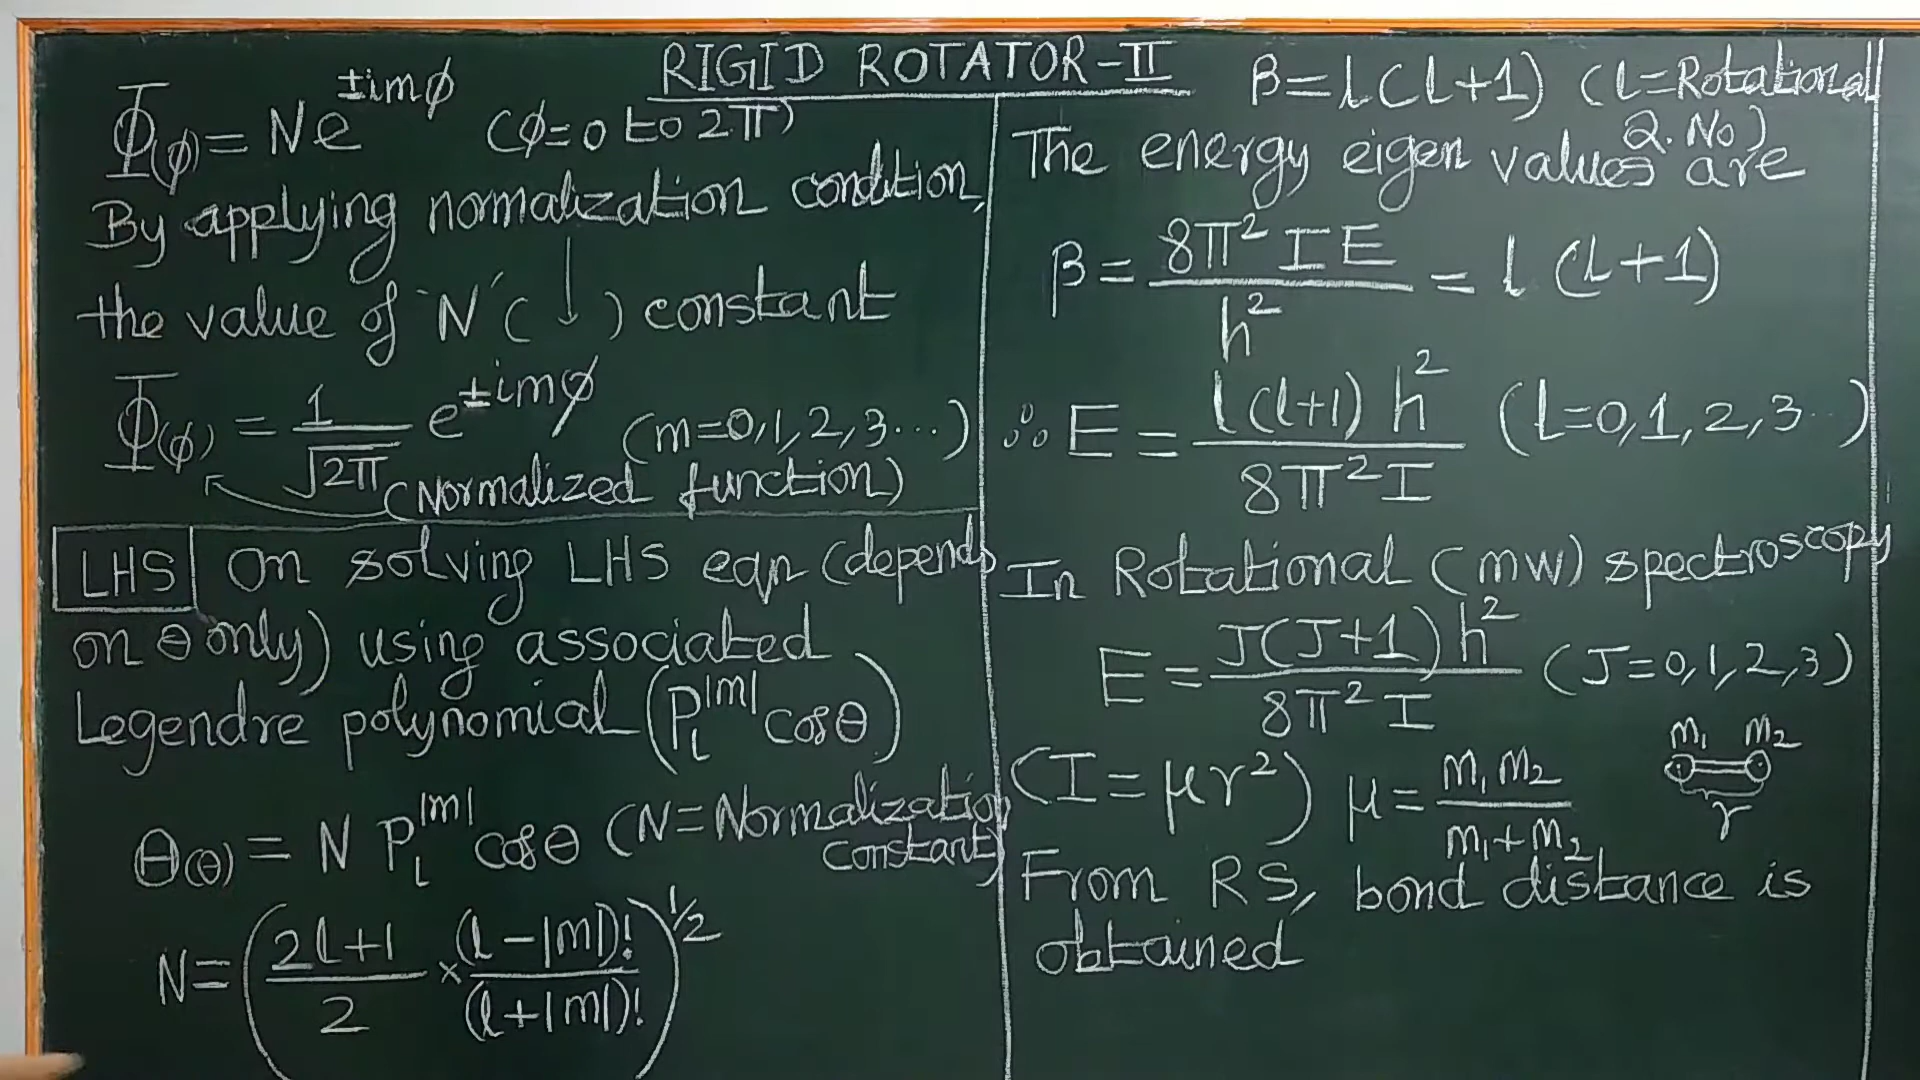 RIGID ROTATOR-II
Φ(φ) = Ne^±imφ (φ=0 to 2π)
By applying normalization condition,
the value of 'N' (↓) constant
Φ(φ) = 1/√2π e^±imφ (m=0,1,2,3...)
(Normalized function)
LHS On solving LHS eqn (depends
on θ only) using associated
Legendre polynomial (P_l^|m| cosθ)
Θ(θ) = N P_l^|m| cosθ (N=Normalization
constant)
N= (2l+1/2 × (l-|m|)!/(l+|m|)!)^1/2
β=l(l+1) (l=Rotational
Q.No)
The energy eigen values are
β= 8π²IE/h² = l(l+1)
∴ E = l(l+1)h²/8π²I (l=0,1,2,3..)
In Rotational (mw) spectroscopy
E = J(J+1)h²/8π²I (J=0,1,2,3)
m₁ m₂
(I=μr²) μ= m₁m₂/m₁+m₂
r
From RS, bond distance is
obtained